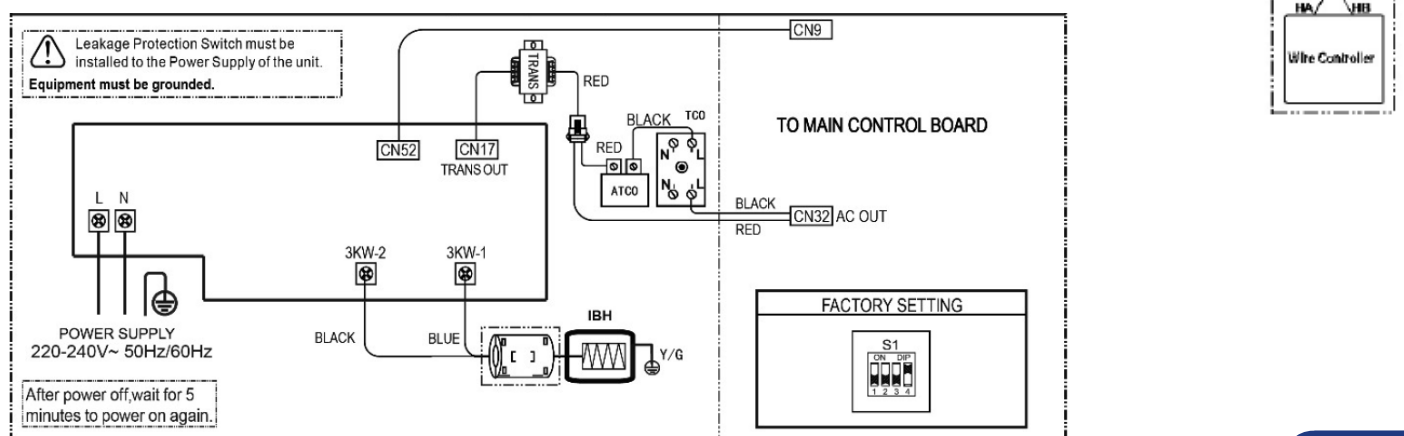 Leakage Protection Switch must be
installed to the Power Supply of the unit.
Equipment must be grounded.
CN9
TRANS
RED
BLACK
TCO
RED
N L
N L
ATCO
CN52
CN17
TRANS OUT
TO MAIN CONTROL BOARD
BLACK
CN32 AC OUT
RED
L N
3KW-2
3KW-1
POWER SUPPLY
220-240V~ 50Hz/60Hz
BLACK
BLUE
IBH
Y/G
After power off,wait for 5
minutes to power on again.
FACTORY SETTING
S1
ON DIP
1 2 3 4
HA HB
Wire Controller